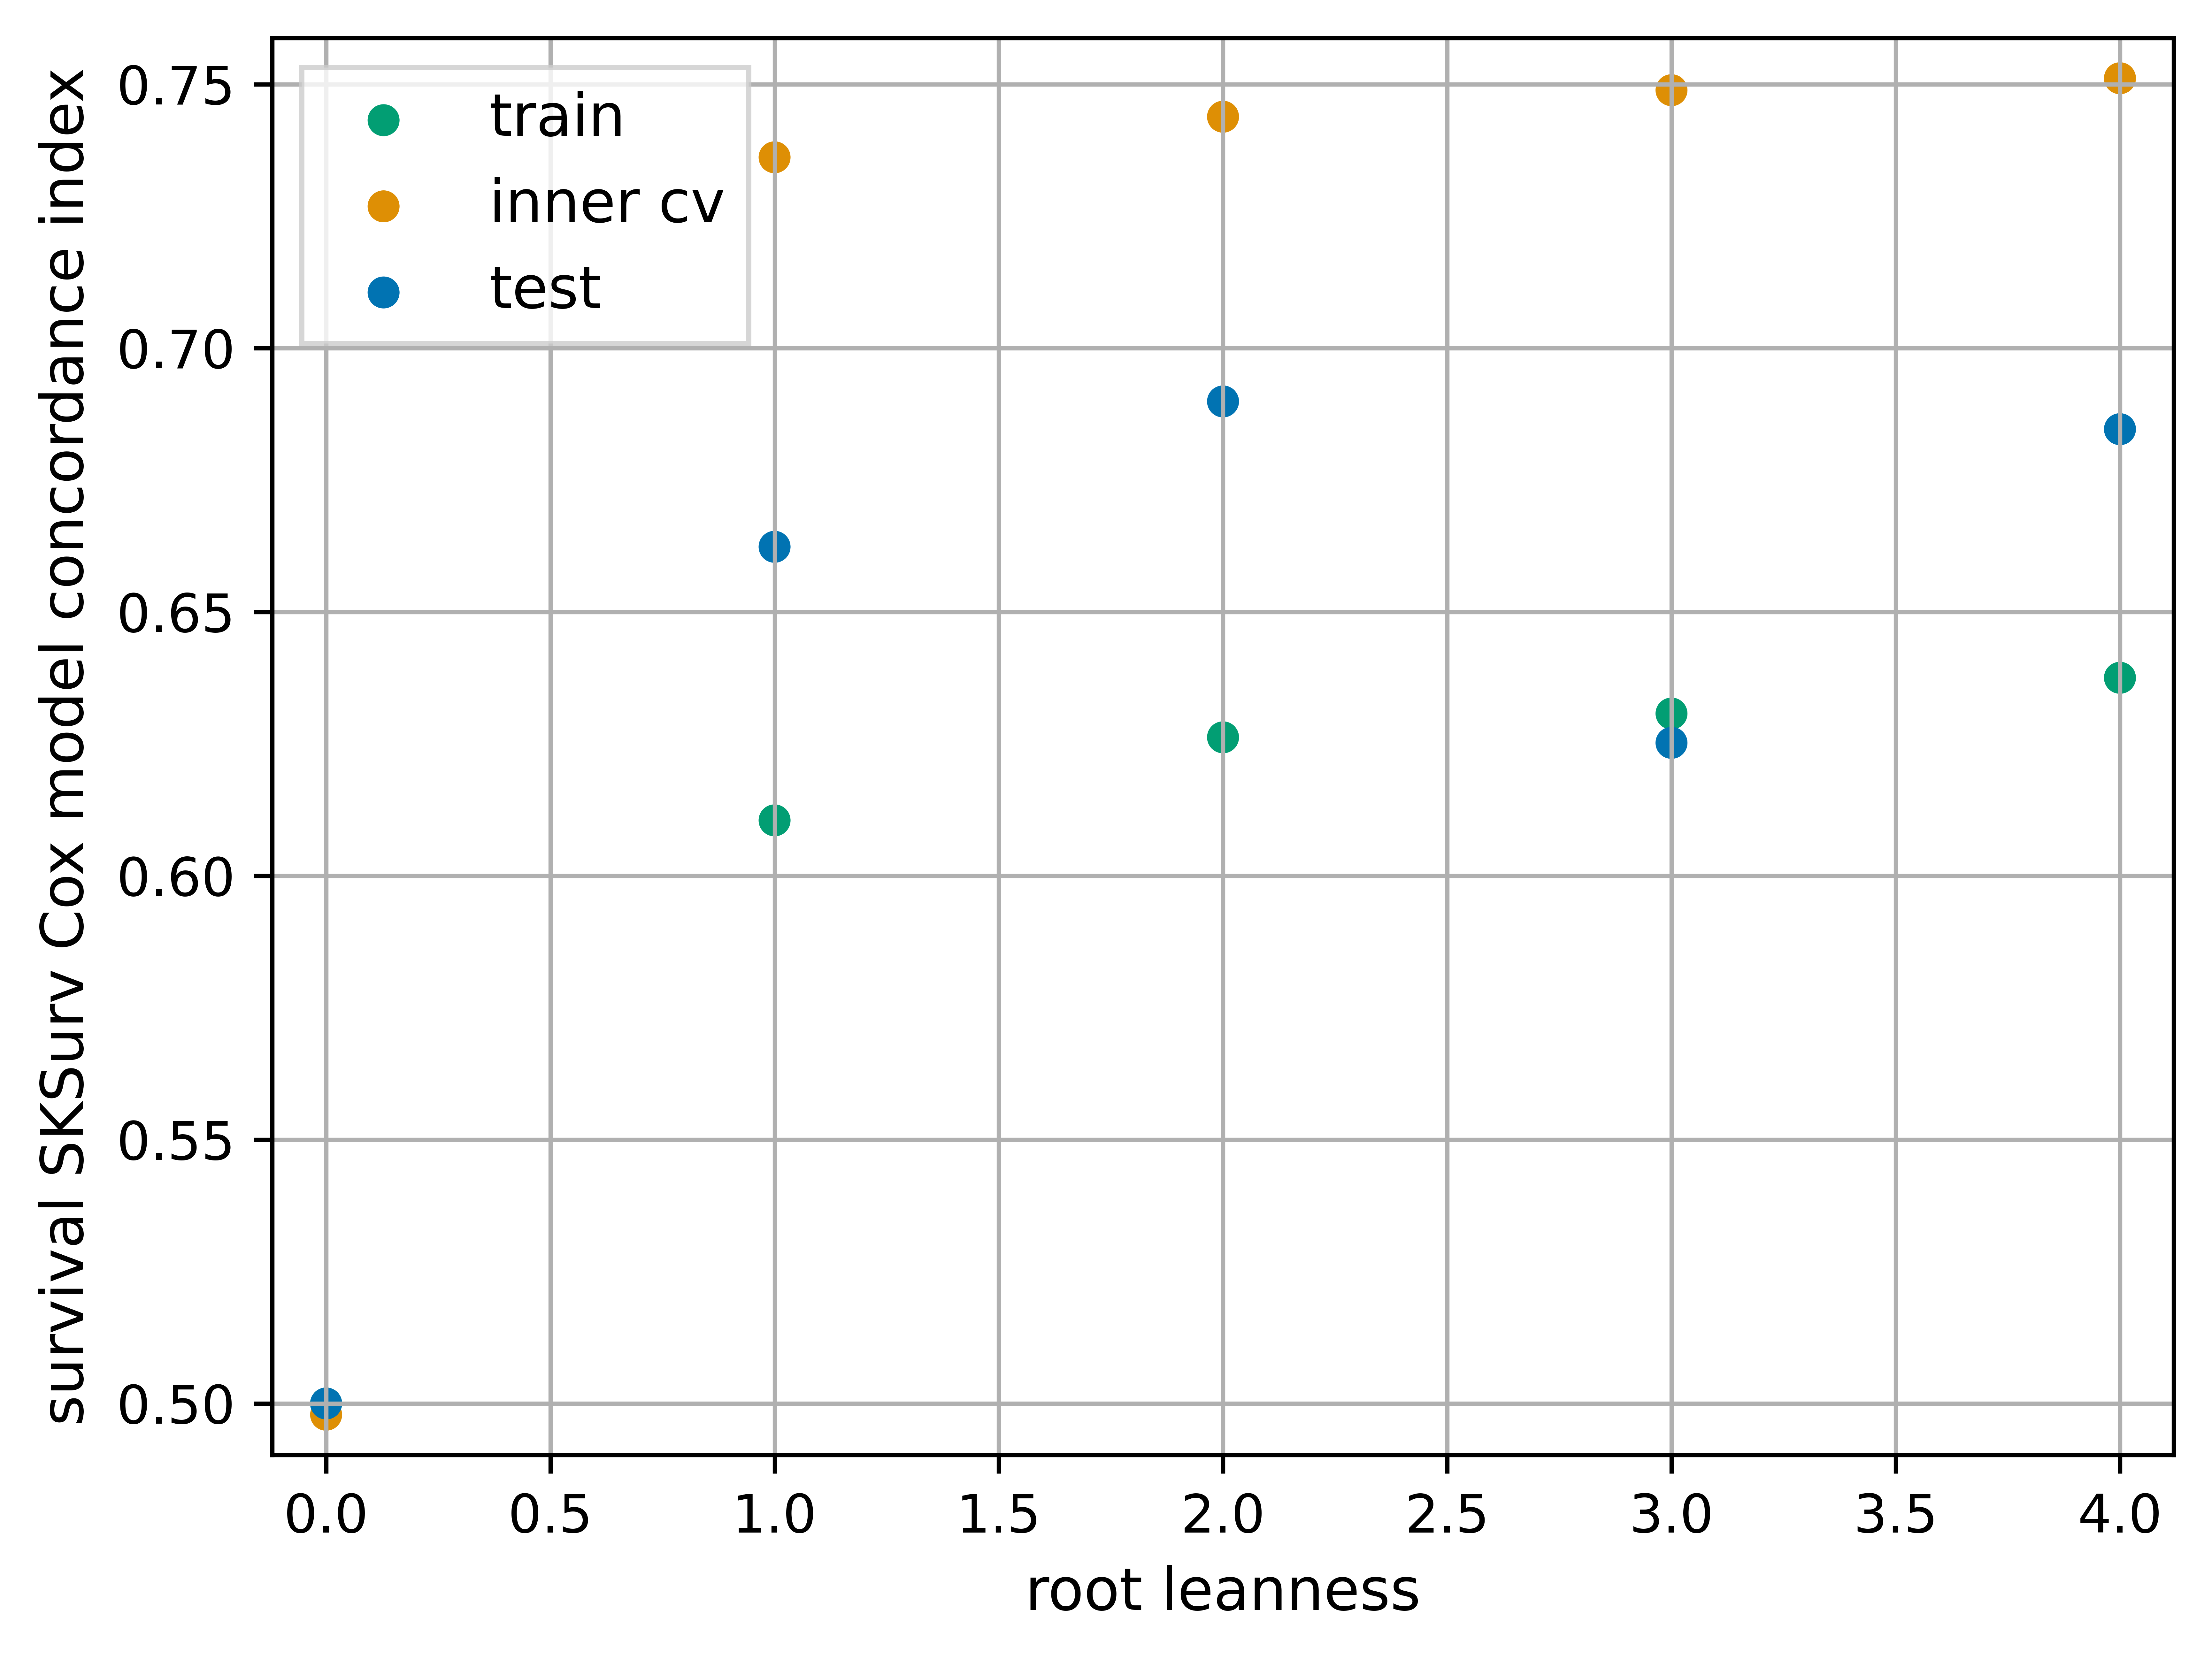 survival SKSurv Cox model concordance index
0.75
0.70
0.65
0.60
0.55
0.50
train
inner cv
test
0.0 0.5 1.0 1.5 2.0 2.5 3.0 3.5 4.0
root leanness